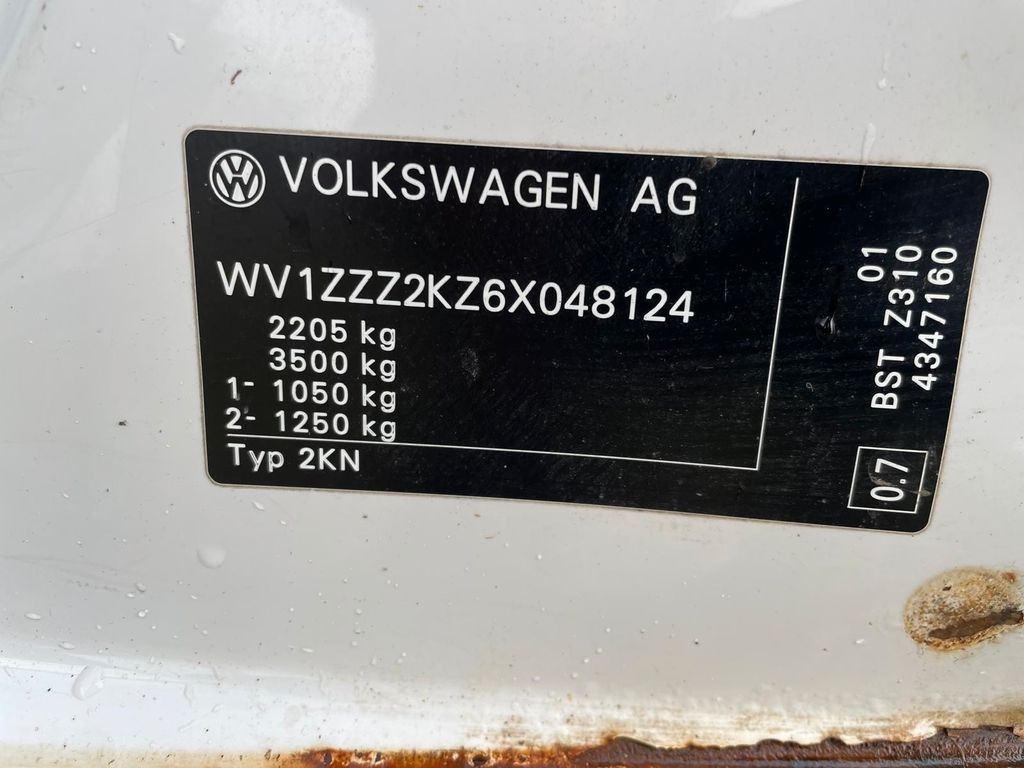 VOLKSWAGEN AG
WV1ZZZ2KZ6X048124
2205 kg
3500 kg
1- 1050 kg
2- 1250 kg
Typ 2KN
01
BST Z310
4347160
0.7